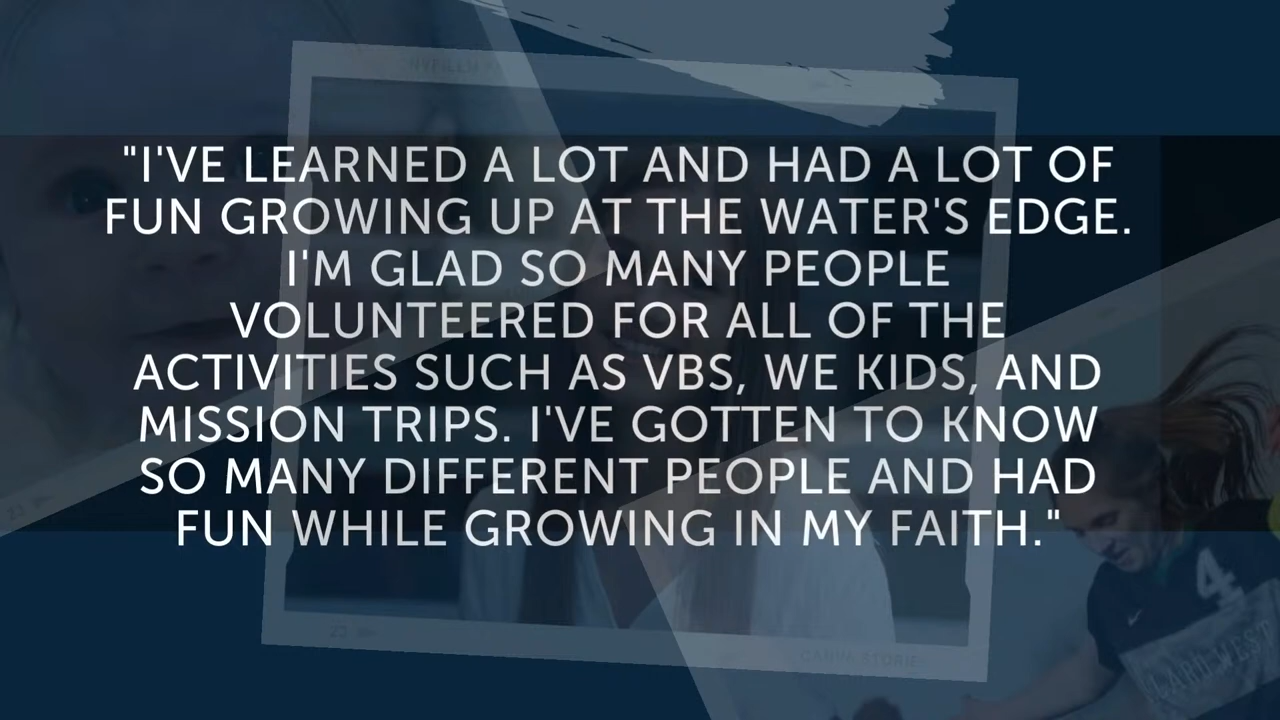 "I'VE LEARNED A LOT AND HAD A LOT OF
FUN GROWING UP AT THE WATER'S EDGE.
I'M GLAD SO MANY PEOPLE
VOLUNTEERED FOR ALL OF THE
ACTIVITIES SUCH AS VBS, WE KIDS, AND
MISSION TRIPS. I'VE GOTTEN TO KNOW
SO MANY DIFFERENT PEOPLE AND HAD
FUN WHILE GROWING IN MY FAITH."
4
23